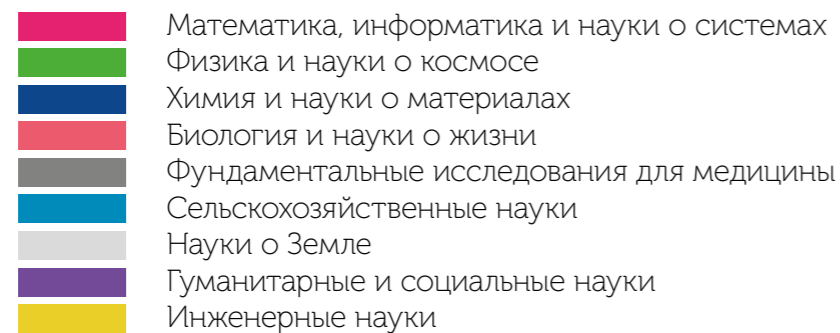 Математика, информатика и науки о системах
Физика и науки о космосе
Химия и науки о материалах
Биология и науки о жизни
Фундаментальные исследования для медицины
Сельскохозяйственные науки
Науки о Земле
Гуманитарные и социальные науки
Инженерные науки